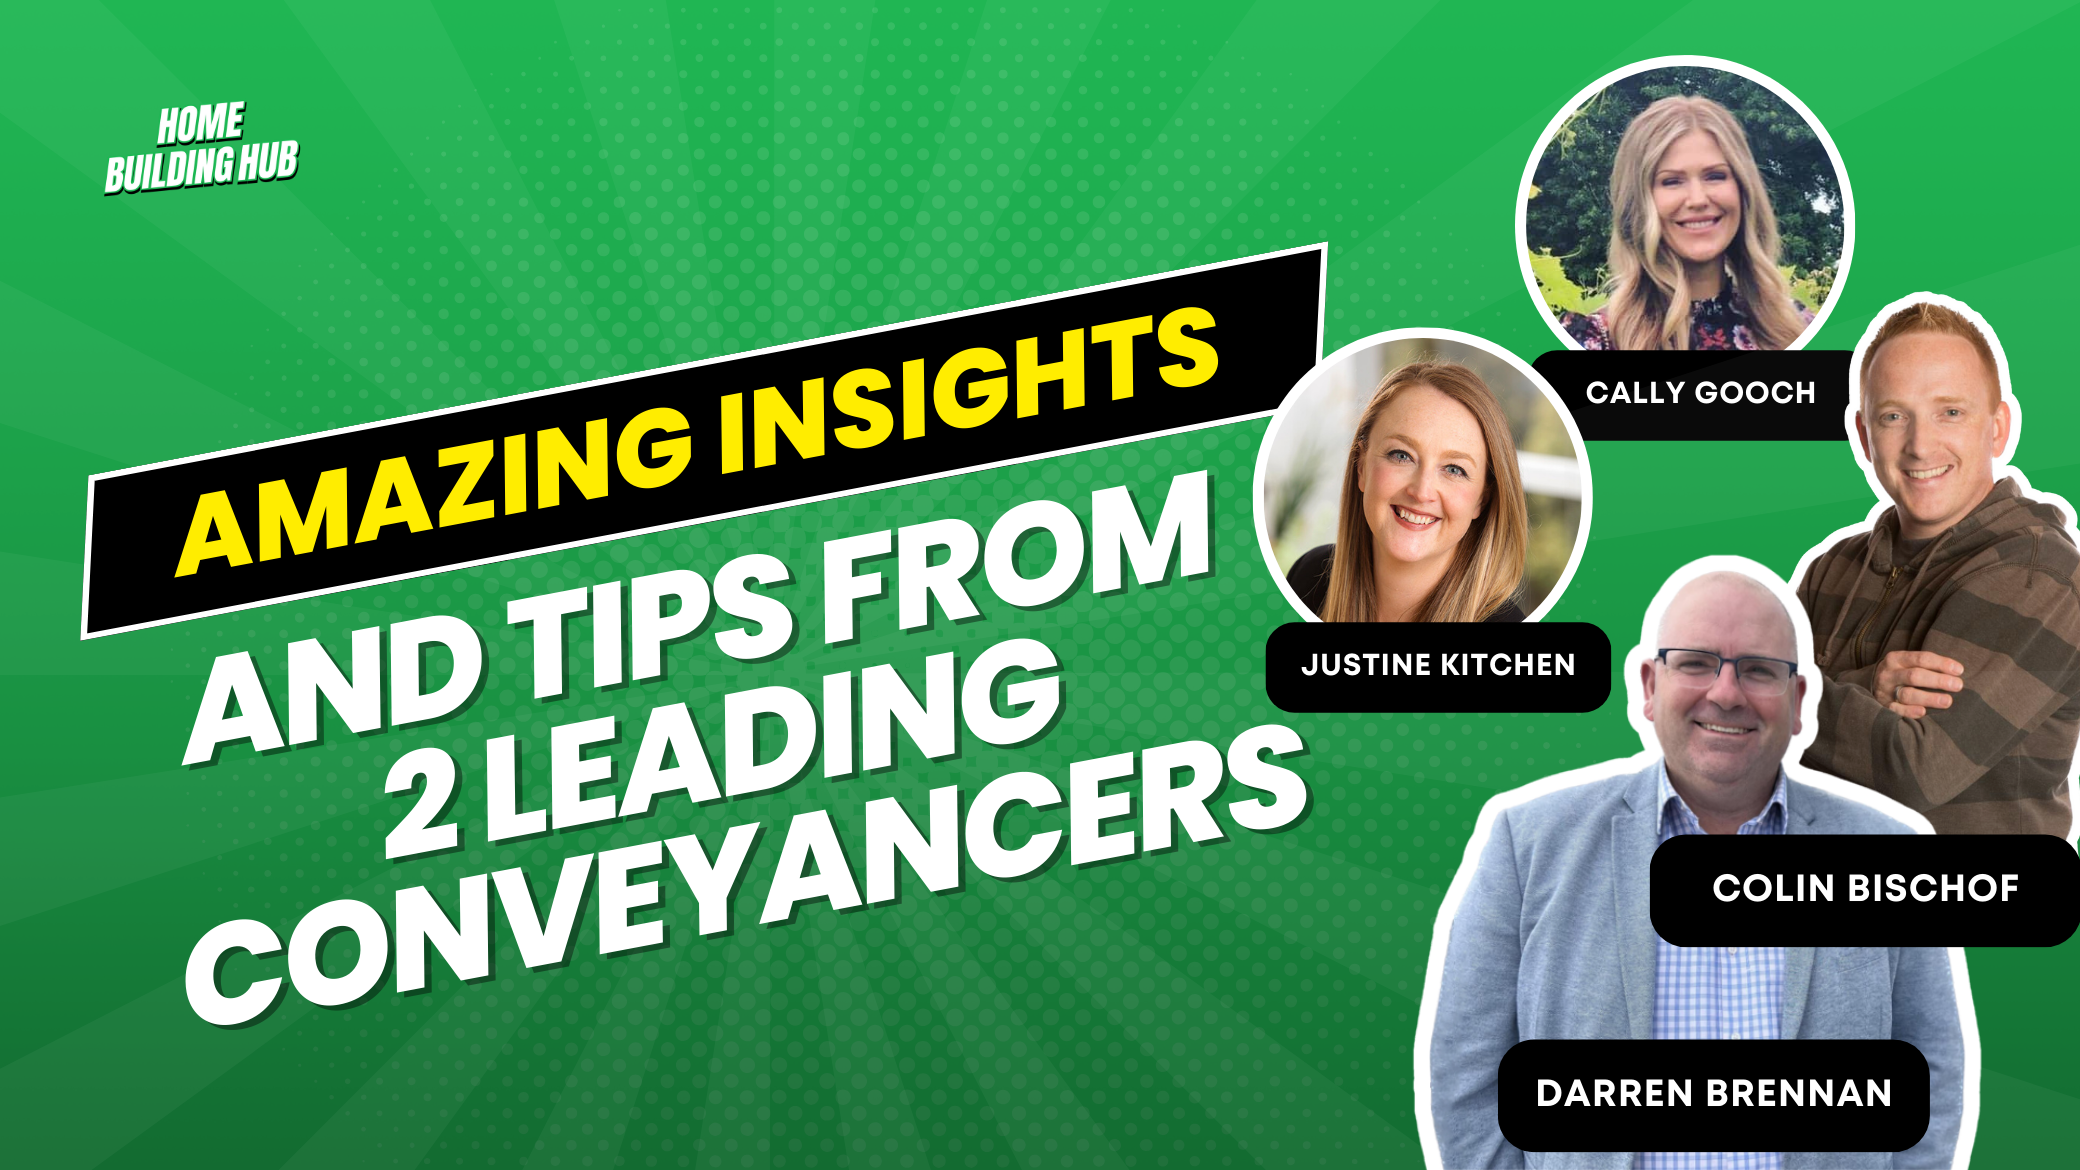 HOME
BUILDING HUB
AMAZING INSIGHTS
AND TIPS FROM
2 LEADING
CONVEYANCERS
CALLY GOOCH
JUSTINE KITCHEN
COLIN BISCHOF
DARREN BRENNAN